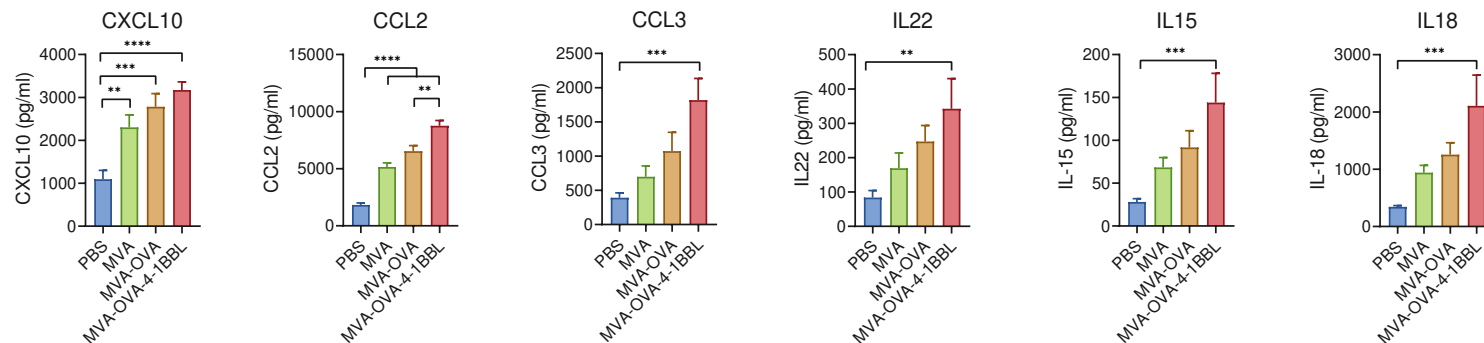 CXCL10
CXCL10 (pg/ml)
4000
3000
2000
1000
0
****
***
**
PBS
MVA
MVA-OVA
MVA-OVA-4-1BBL
CCL2
CCL2 (pg/ml)
15000
10000
5000
0
****
**
PBS
MVA
MVA-OVA
MVA-OVA-4-1BBL
CCL3
CCL3 (pg/ml)
2500
2000
1500
1000
500
0
***
PBS
MVA
MVA-OVA
MVA-OVA-4-1BBL
IL22
IL22 (pg/ml)
500
400
300
200
100
0
**
PBS
MVA
MVA-OVA
MVA-OVA-4-1BBL
IL15
IL-15 (pg/ml)
200
150
100
50
0
***
PBS
MVA
MVA-OVA
MVA-OVA-4-1BBL
IL18
IL-18 (pg/ml)
3000
2000
1000
0
***
PBS
MVA
MVA-OVA
MVA-OVA-4-1BBL